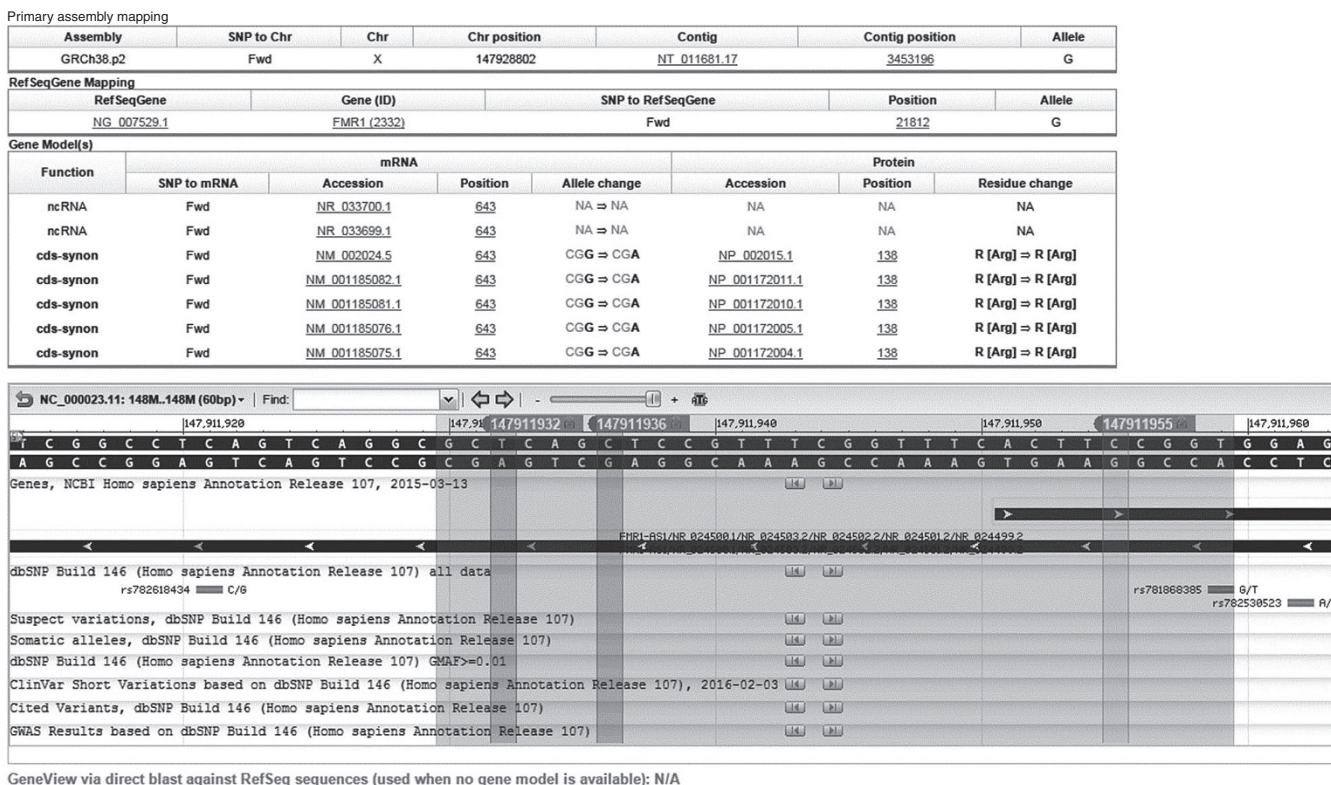 Primary assembly mapping
Assembly SNP to Chr Chr Chr position Contig Contig position Allele
GRCh38.p2 Fwd X 147928802 NT_011681.17 3453196 G
RefSeqGene Mapping
RefSeqGene Gene (ID) SNP to RefSeqGene Position Allele
NG_007529.1 FMR1 (2332) Fwd 21812 G
Gene Model(s)
Function mRNA Protein
SNP to mRNA Accession Position Allele change Accession Position Residue change
ncRNA Fwd NR_033700.1 643 NA ⇒ NA NA NA NA
ncRNA Fwd NR_033699.1 643 NA ⇒ NA NA NA NA
cds-synon Fwd NM_002024.5 643 CGG ⇒ CGA NP_002015.1 138 R [Arg] ⇒ R [Arg]
cds-synon Fwd NM_001185082.1 643 CGG ⇒ CGA NP_001172011.1 138 R [Arg] ⇒ R [Arg]
cds-synon Fwd NM_001185081.1 643 CGG ⇒ CGA NP_001172010.1 138 R [Arg] ⇒ R [Arg]
cds-synon Fwd NM_001185076.1 643 CGG ⇒ CGA NP_001172005.1 138 R [Arg] ⇒ R [Arg]
cds-synon Fwd NM_001185075.1 643 CGG ⇒ CGA NP_001172004.1 138 R [Arg] ⇒ R [Arg]
NC_000023.11: 148M..148M (60bp) Find: - + ATG
147,911,920 147,91 147911932 147911936 147,911,940 147,911,950 147911955 147,911,960
T C G G C C T C A G T C A G G C G C T C A G C T C C G T T T C G G T T T C A C T T C C G G T G G A G
A G C C G G A G T C A G T C C G C G A G T C G A G G C A A A G C C A A A G T G A A G G C C A C C T C
Genes, NCBI Homo sapiens Annotation Release 107, 2015-03-13
FMR1-AS1/NR_024500.1/NR_024503.2/NR_024502.2/NR_024501.2/NR_024499.2
dbSNP Build 146 (Homo sapiens Annotation Release 107) all data
rs782618434 C/G rs781868385 G/T
rs782530523 A/
Suspect variations, dbSNP Build 146 (Homo sapiens Annotation Release 107)
Somatic alleles, dbSNP Build 146 (Homo sapiens Annotation Release 107)
dbSNP Build 146 (Homo sapiens Annotation Release 107) GMAF>=0.01
ClinVar Short Variations based on dbSNP Build 146 (Homo sapiens Annotation Release 107), 2016-02-03
Cited Variants, dbSNP Build 146 (Homo sapiens Annotation Release 107)
GWAS Results based on dbSNP Build 146 (Homo sapiens Annotation Release 107)
GeneView via direct blast against RefSeq sequences (used when no gene model is available): N/A